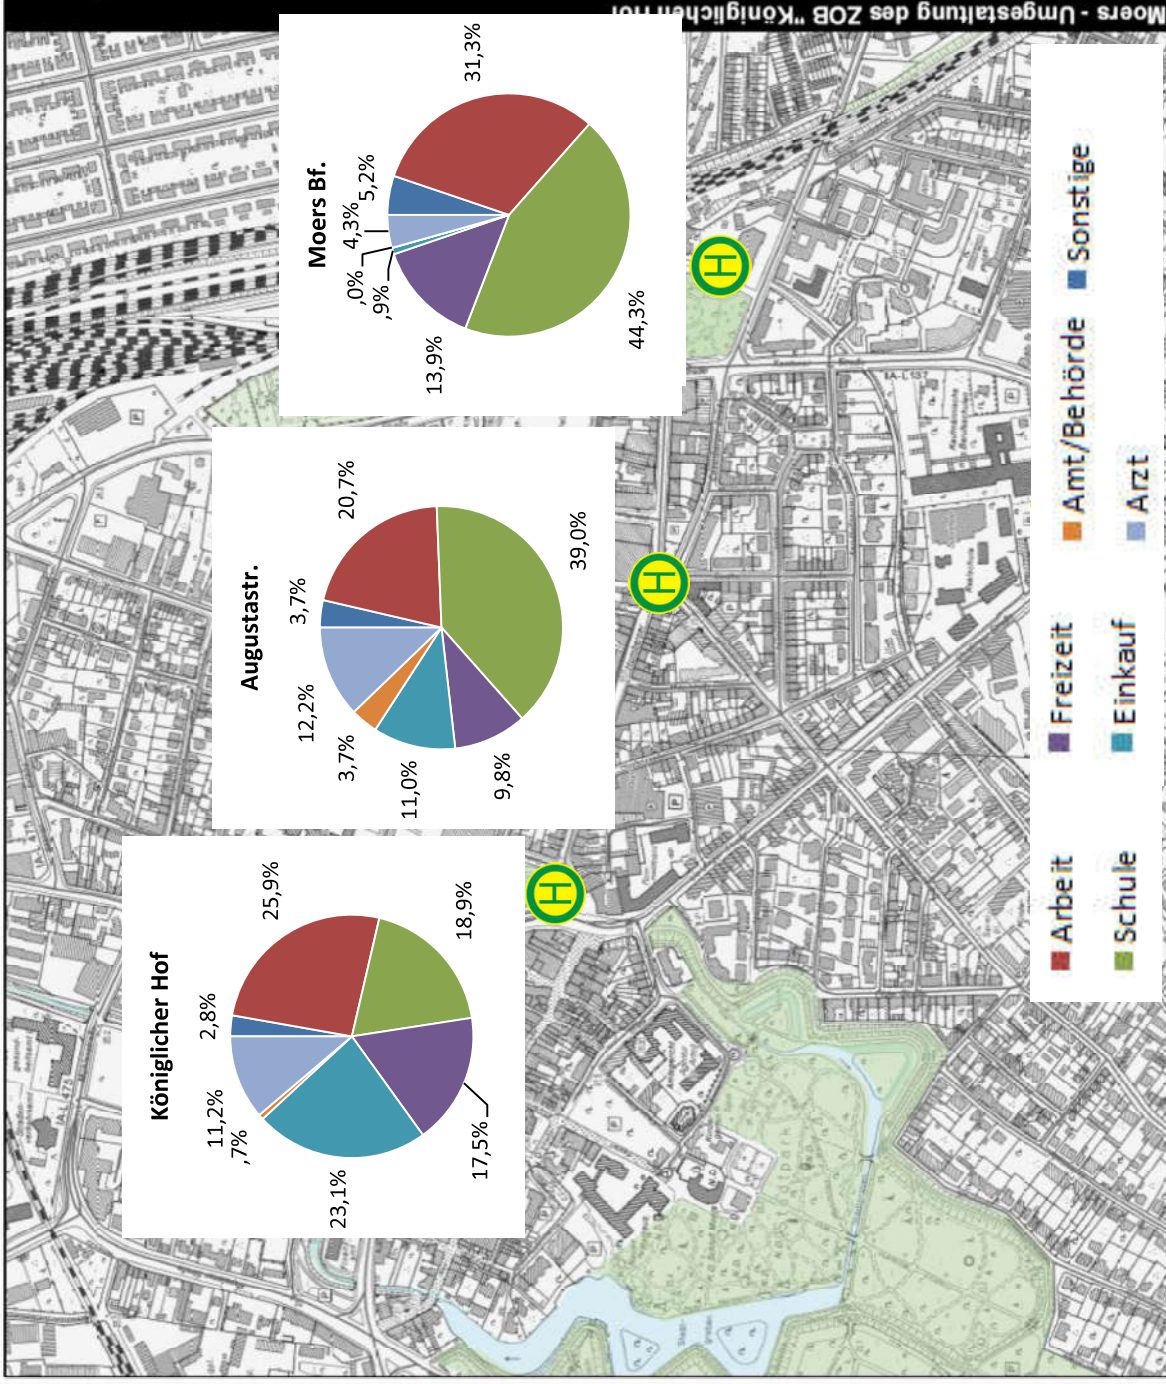 Moers - Umgestaltung des ZOB "Königlichen Hof"
Königlicher Hof
2,8%
25,9%
18,9%
17,5%
23,1%
,7%
11,2%
Augustastr.
3,7%
20,7%
39,0%
9,8%
11,0%
3,7%
12,2%
Moers Bf.
5,2%
31,3%
44,3%
13,9%
,9%
,0%
4,3%
H
H
H
Arbeit
Freizeit
Amt/Behörde
Sonstige
Schule
Einkauf
Arzt
IA-L137